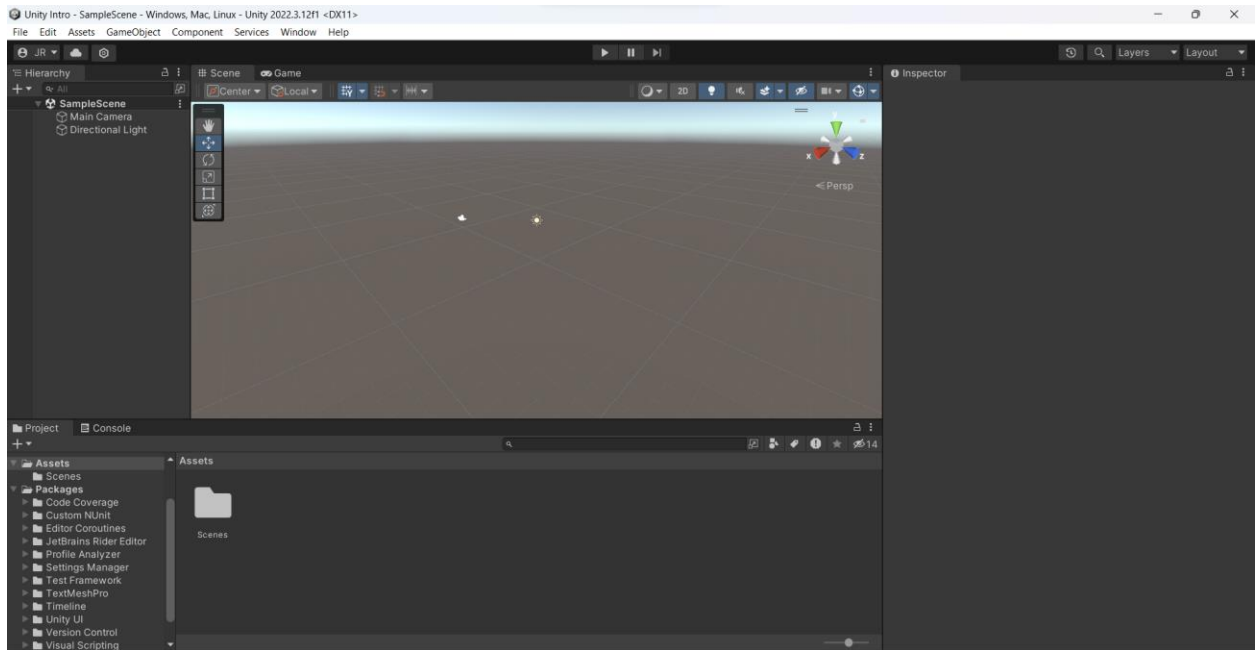 Unity Intro - SampleScene - Windows, Mac, Linux - Unity 2022.3.12f1 <DX11>
File Edit Assets GameObject Component Services Window Help
JR
Layers Layout
Hierarchy
All
SampleScene
Main Camera
Directional Light
Scene Game
Center Local 2D
x z
Persp
Inspector
Project Console
14
Assets
Scenes
Packages
Code Coverage
Custom NUnit
Editor Coroutines
JetBrains Rider Editor
Profile Analyzer
Settings Manager
Test Framework
TextMeshPro
Timeline
Unity UI
Version Control
Visual Scripting
Assets
Scenes